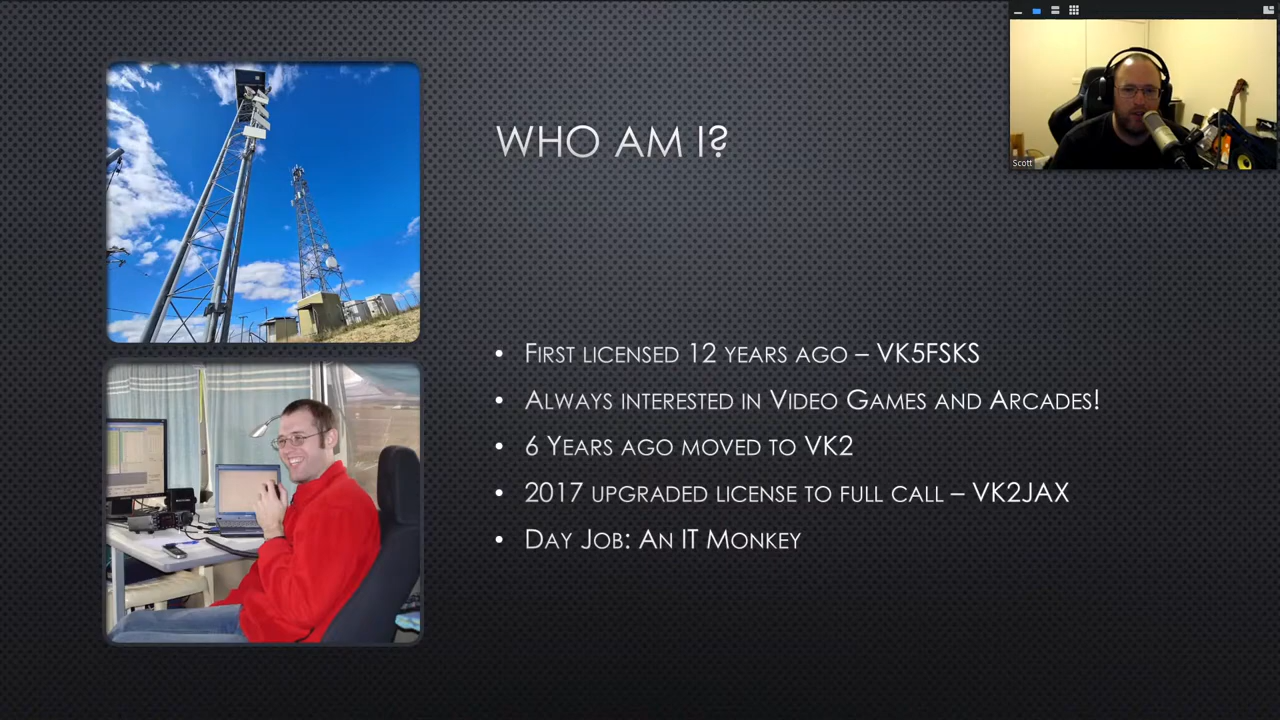 Scott
WHO AM I?
• FIRST LICENSED 12 YEARS AGO – VK5FSKS
• ALWAYS INTERESTED IN VIDEO GAMES AND ARCADES!
• 6 YEARS AGO MOVED TO VK2
• 2017 UPGRADED LICENSE TO FULL CALL – VK2JAX
• DAY JOB: AN IT MONKEY